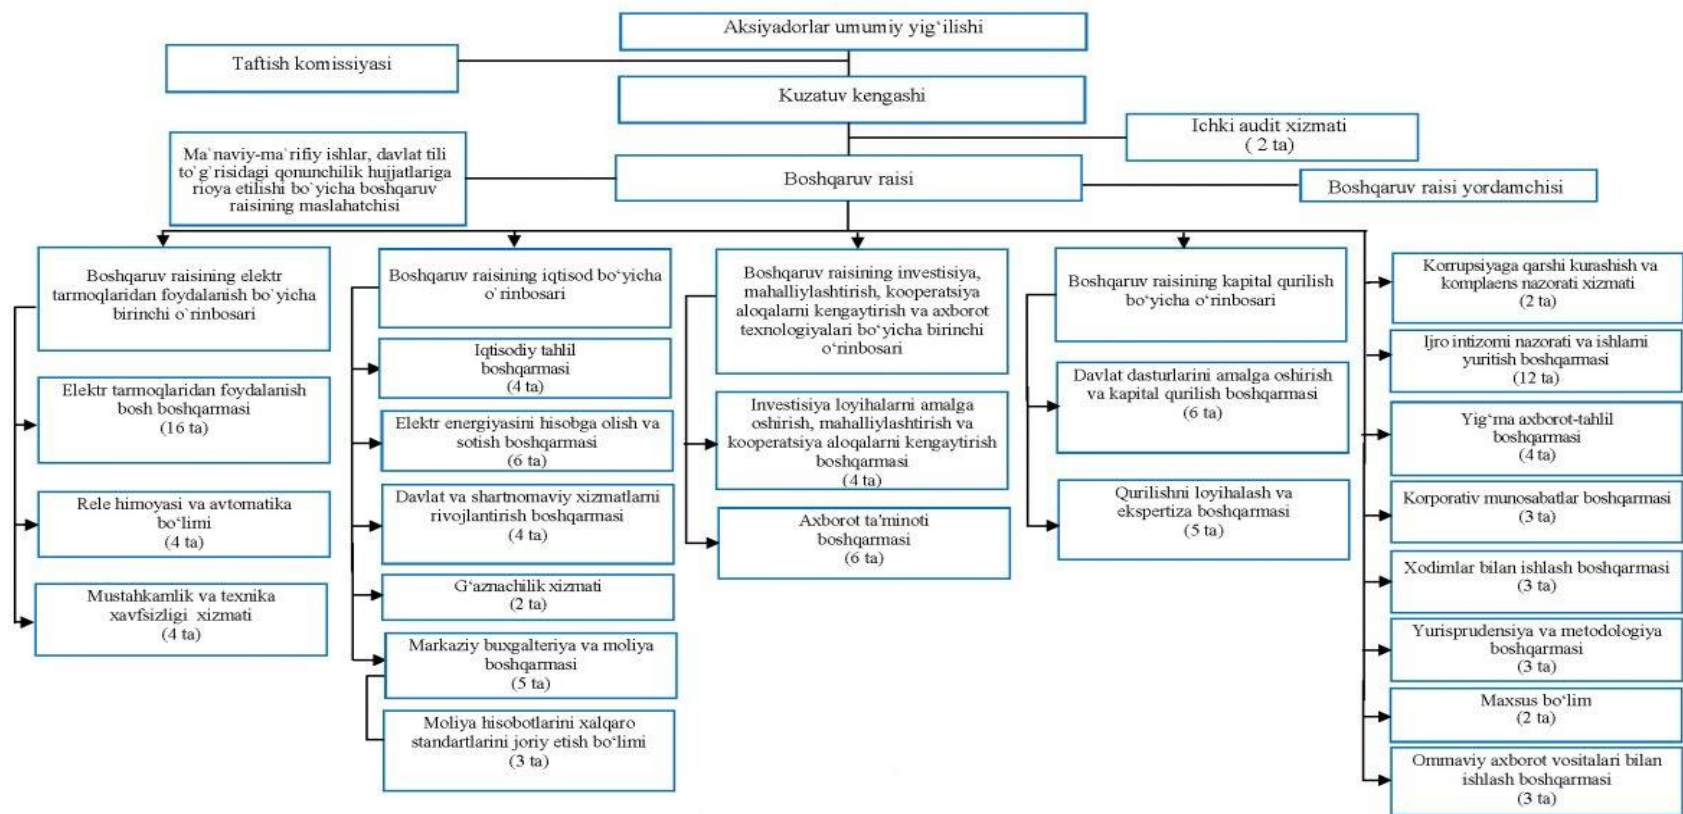 Aksiyadorlar umumiy yig‘ilishi
Taftish komissiyasi
Kuzatuv kengashi
Ichki audit xizmati
( 2 ta)
Ma`naviy-ma`rifiy ishlar, davlat tili
to`g`risidagi qonunchilik hujjatlariga
rioya etilishi bo`yicha boshqaruv
raisining maslahatchisi
Boshqaruv raisi
Boshqaruv raisi yordamchisi
Boshqaruv raisining elektr
tarmoqlaridan foydalanish bo`yicha
birinchi o`rinbosari
Elektr tarmoqlaridan foydalanish
bosh boshqarmasi
(16 ta)
Rele himoyasi va avtomatika
bo‘limi
(4 ta)
Mustahkamlik va texnika
xavfsizligi xizmati
(4 ta)
Boshqaruv raisining iqtisod bo‘yicha
o`rinbosari
Iqtisodiy tahlil
boshqarmasi
(4 ta)
Elektr energiyasini hisobga olish va
sotish boshqarmasi
(6 ta)
Davlat va shartnomaviy xizmatlarni
rivojlantirish boshqarmasi
(4 ta)
G‘aznachilik xizmati
(2 ta)
Markaziy buxgalteriya va moliya
boshqarmasi
(5 ta)
Moliya hisobotlarini xalqaro
standartlarini joriy etish bo‘limi
(3 ta)
Boshqaruv raisining investisiya,
mahalliylashtirish, kooperatsiya
aloqalarni kengaytirish va axborot
texnologiyalari bo‘yicha birinchi
o‘rinbosari
Investisiya loyihalarni amalga
oshirish, mahalliylashtirish va
kooperatsiya aloqalarni kengaytirish
boshqarmasi
(4 ta)
Axborot ta'minoti
boshqarmasi
(6 ta)
Boshqaruv raisining kapital qurilish
bo‘yicha o‘rinbosari
Davlat dasturlarini amalga oshirish
va kapital qurilish boshqarmasi
(6 ta)
Qurilishni loyihalash va
ekspertiza boshqarmasi
(5 ta)
Korrupsiyaga qarshi kurashish va
komplaens nazorati xizmati
(2 ta)
Ijro intizomi nazorati va ishlarni
yuritish boshqarmasi
(12 ta)
Yig‘ma axborot-tahlil
boshqarmasi
(4 ta)
Korporativ munosabatlar boshqarmasi
(3 ta)
Xodimlar bilan ishlash boshqarmasi
(3 ta)
Yurisprudensiya va metodologiya
boshqarmasi
(3 ta)
Maxsus bo‘lim
(2 ta)
Ommaviy axborot vositalari bilan
ishlash boshqarmasi
(3 ta)